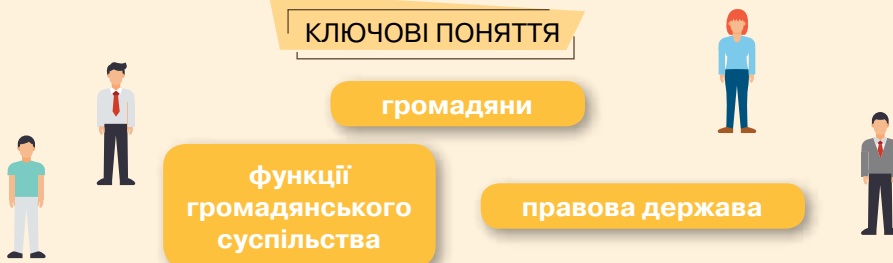 КЛЮЧОВІ ПОНЯТТЯ
громадяни
функції
громадянського
суспільства
правова держава